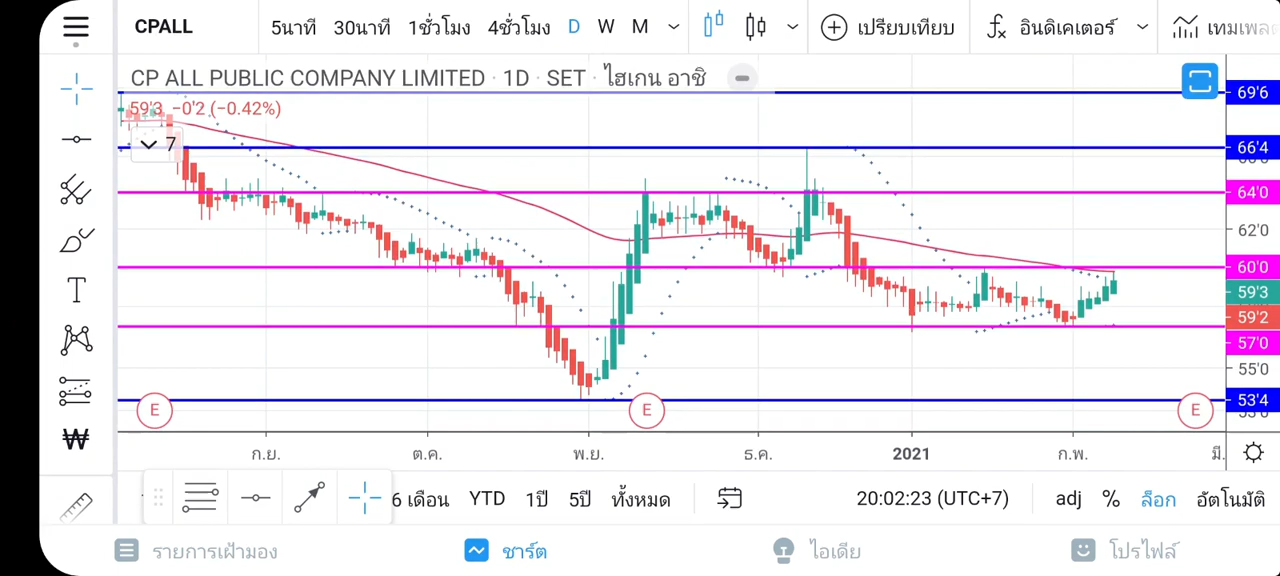 CPALL 5นาที 30นาที 1ชั่วโมง 4ชั่วโมง D W M เปรียบเทียบ อินดิเคเตอร์
CP ALL PUBLIC COMPANY LIMITED · 1D · SET · ไฮเกน อาชิ
59'3 −0'2 (−0.42%)
7
69'6
66'4
64'0
62'0
60'0
59'3
59'2
57'0
55'0
53'4
E E E
ก.ย. ต.ค. พ.ย. ธ.ค. 2021 ก.พ. มี.
T
₩
6 เดือน YTD 1ปี 5ปี ทั้งหมด 20:02:23 (UTC+7) adj % ล็อก อัตโนมัติ
รายการเฝ้ามอง ชาร์ต ไอเดีย โปรไฟล์